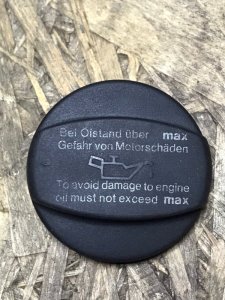 Bei Ölstand über max
Gefahr von Motorschäden
To avoid damage to engine
oil must not exceed max